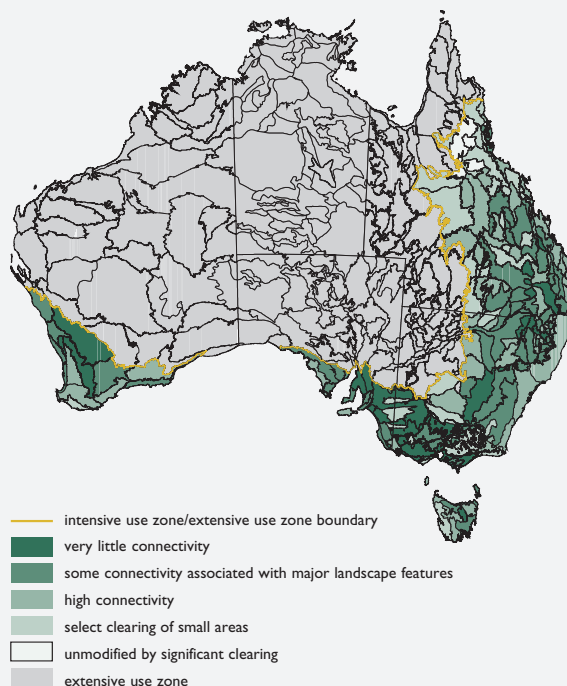 intensive use zone/extensive use zone boundary
very little connectivity
some connectivity associated with major landscape features
high connectivity
select clearing of small areas
unmodified by significant clearing
extensive use zone